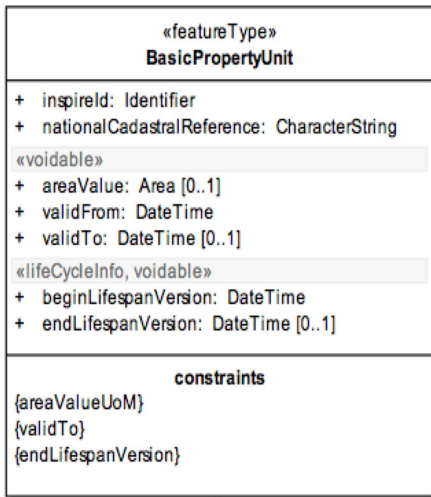 «featureType»
BasicPropertyUnit
+ inspireId: Identifier
+ nationalCadastralReference: CharacterString
«voidable»
+ areaValue: Area [0..1]
+ validFrom: DateTime
+ validTo: DateTime [0..1]
«lifeCycleInfo, voidable»
+ beginLifespanVersion: DateTime
+ endLifespanVersion: DateTime [0..1]
constraints
{areaValueUoM}
{validTo}
{endLifespanVersion}